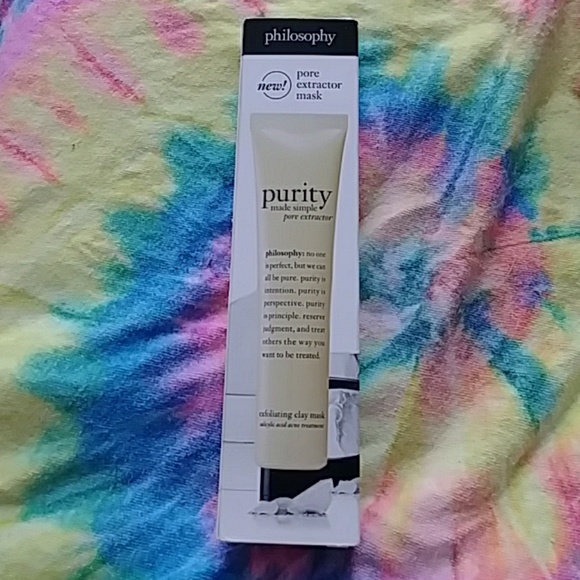 philosophy
new!
pore
extractor
mask
purity
made simple
pore extractor
philosophy: no one
is perfect, but we can
all be pure. purity is
intention. purity is
perspective. purity
is principle. reserve
judgment, and treat
others the way you
want to be treated.
exfoliating clay mask
salicylic acid acne treatment